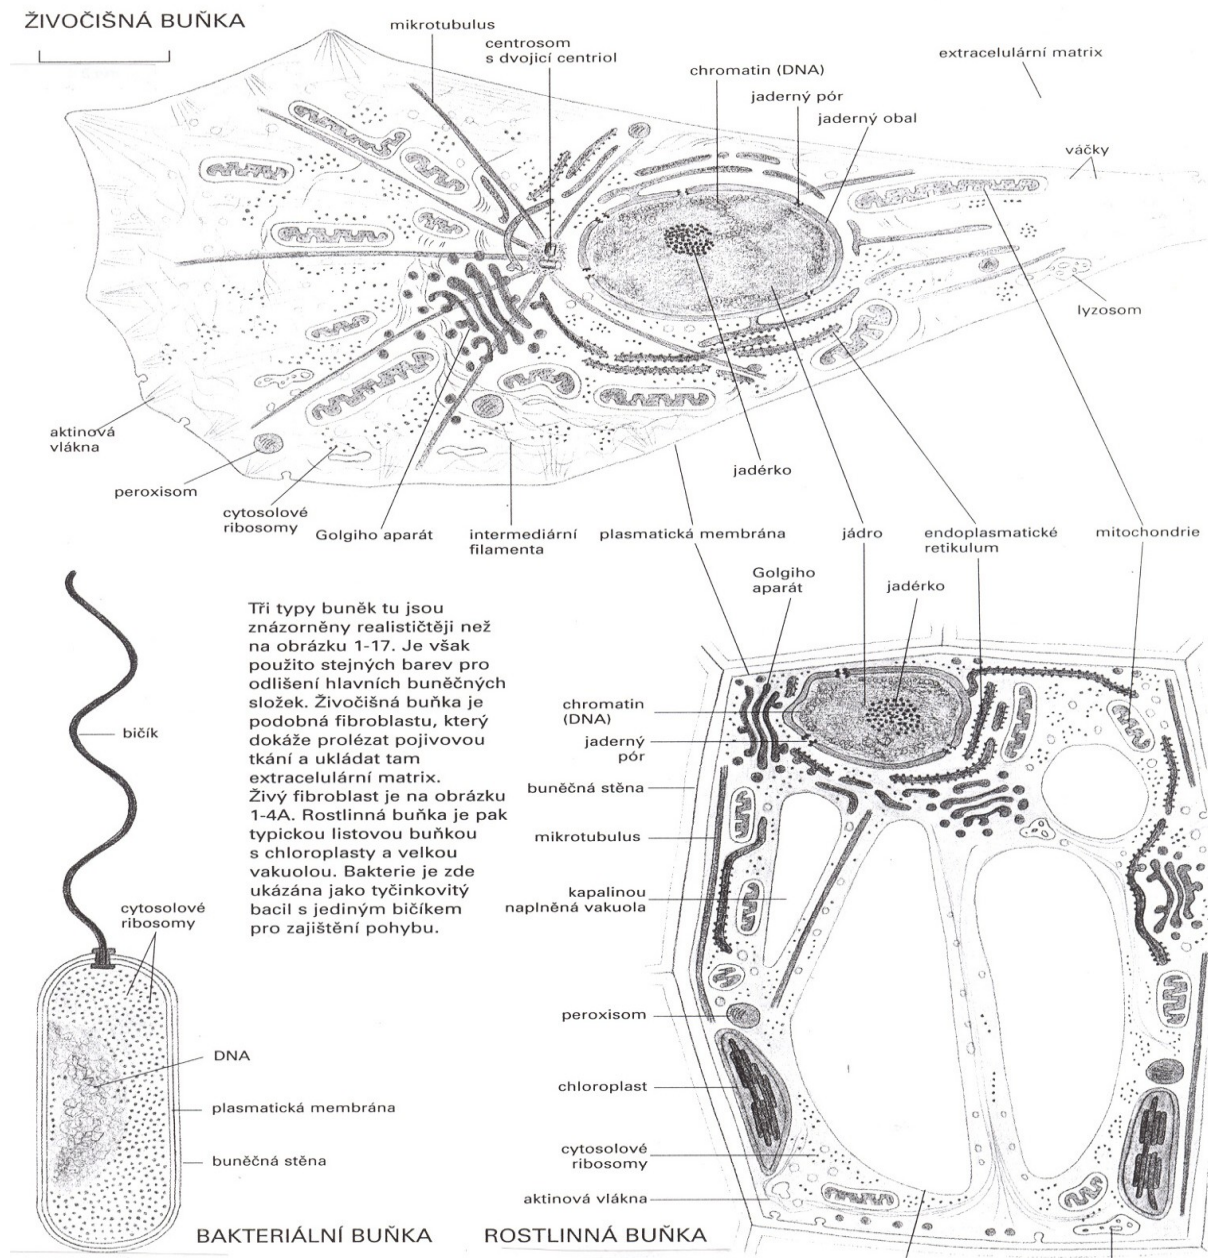 ŽIVOČIŠNÁ BUŇKA
mikrotubulus
centrosom
s dvojicí centriol
chromatin (DNA)
extracelulární matrix
jaderný pór
jaderný obal
váčky
lyzosom
aktinová
vlákna
jadérko
peroxisom
cytosolové
ribosomy
Golgiho aparát
intermediární
filamenta
plasmatická membrána
jádro
endoplasmatické
retikulum
mitochondrie
Golgiho
aparát
jadérko
Tři typy buněk tu jsou
znázorněny realističtěji než
na obrázku 1-17. Je však
použito stejných barev pro
odlišení hlavních buněčných
složek. Živočišná buňka je
podobná fibroblastu, který
dokáže prolézat pojivovou
tkání a ukládat tam
extracelulární matrix.
Živý fibroblast je na obrázku
1-4A. Rostlinná buňka je pak
typickou listovou buňkou
s chloroplasty a velkou
vakuolou. Bakterie je zde
ukázána jako tyčinkovitý
bacil s jediným bičíkem
pro zajištění pohybu.
bičík
cytosolové
ribosomy
DNA
plasmatická membrána
buněčná stěna
BAKTERIÁLNÍ BUŇKA
chromatin
(DNA)
jaderný
pór
buněčná stěna
mikrotubulus
kapalinou
naplněná vakuola
peroxisom
chloroplast
cytosolové
ribosomy
aktinová vlákna
ROSTLINNÁ BUŇKA